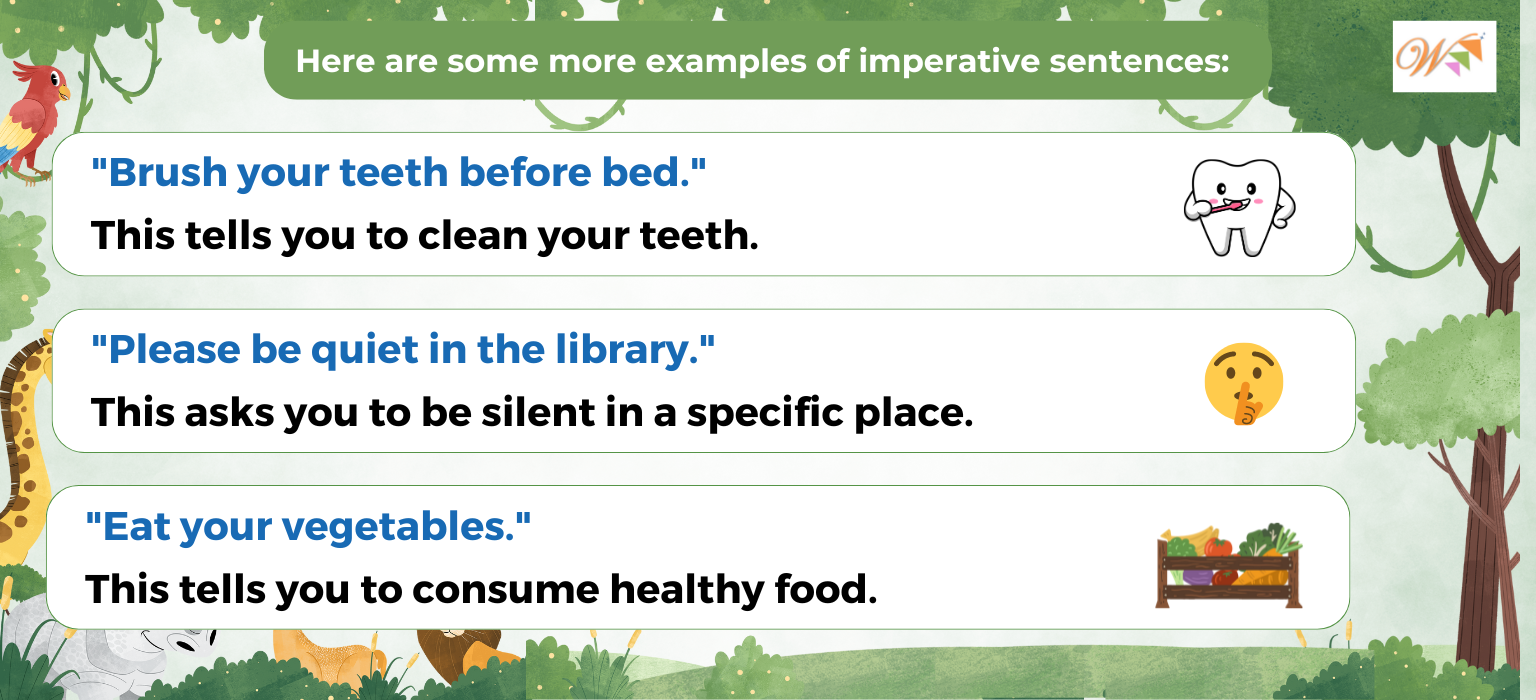 Here are some more examples of imperative sentences:
W
"Brush your teeth before bed."
This tells you to clean your teeth.
"Please be quiet in the library."
This asks you to be silent in a specific place.
"Eat your vegetables."
This tells you to consume healthy food.